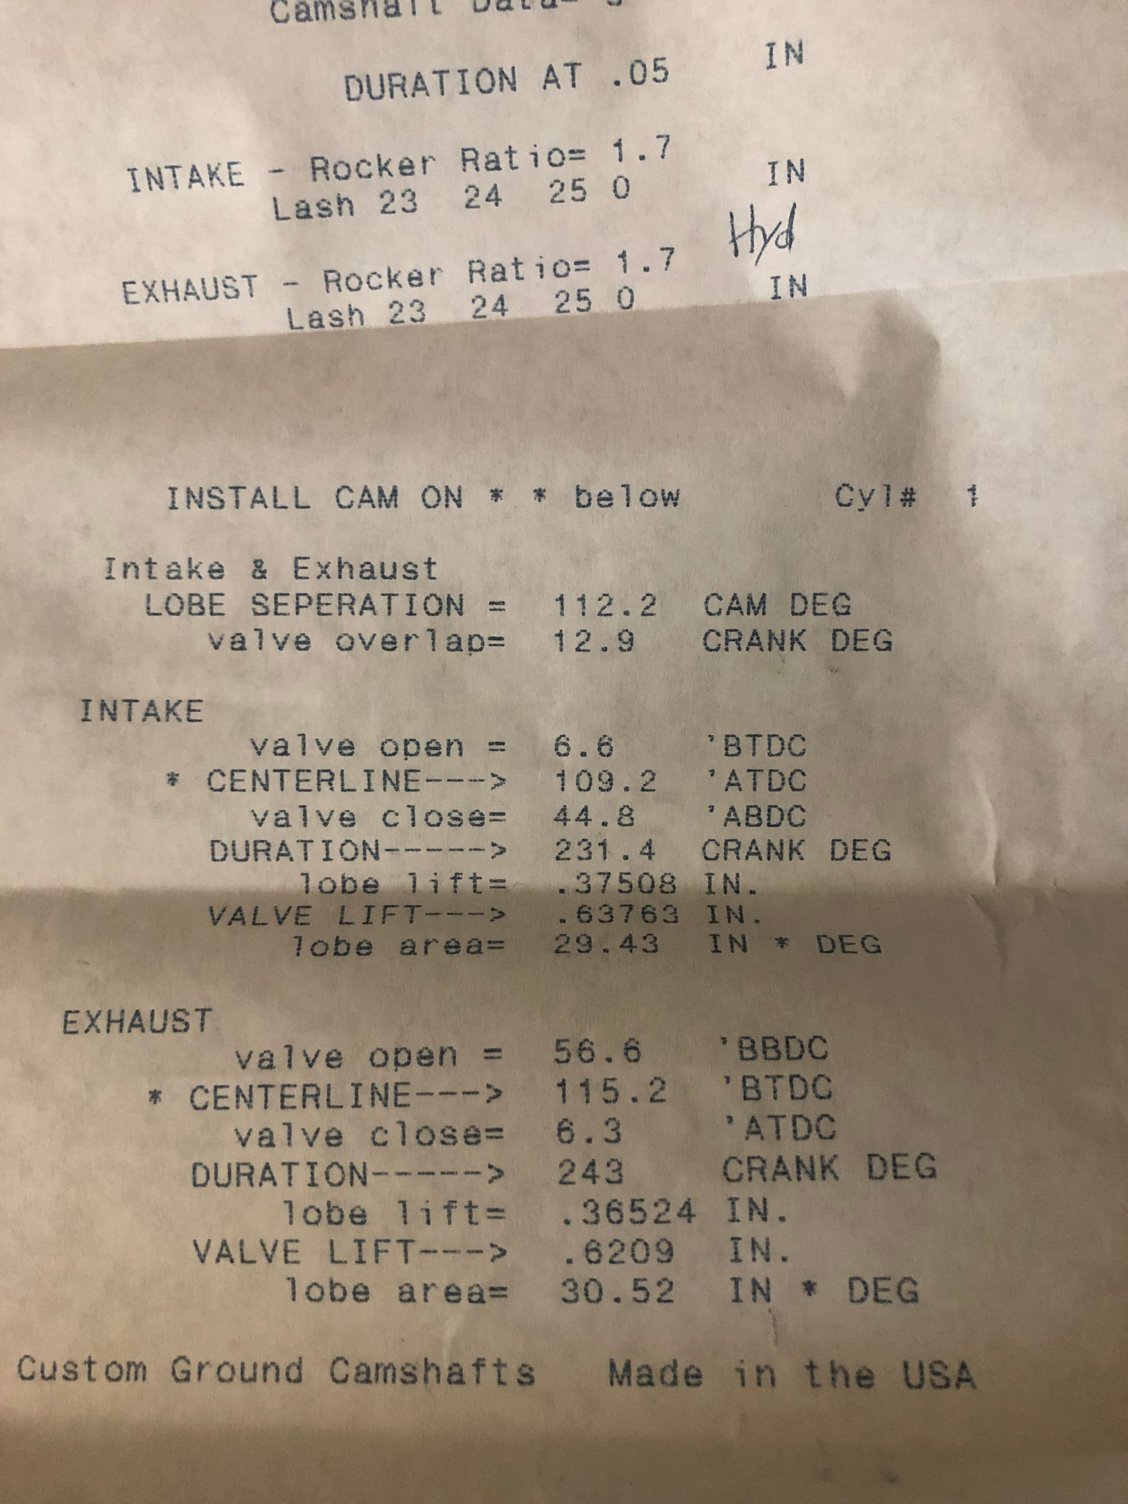 Camshaft Data=
DURATION AT .05 IN
INTAKE - Rocker Ratio= 1.7
Lash 23 24 25 0 IN
Hyd
EXHAUST - Rocker Ratio= 1.7
Lash 23 24 25 0 IN
INSTALL CAM ON * * below Cyl# 1
Intake & Exhaust
LOBE SEPERATION = 112.2 CAM DEG
valve overlap= 12.9 CRANK DEG
INTAKE
valve open = 6.6 'BTDC
* CENTERLINE---> 109.2 'ATDC
valve close= 44.8 'ABDC
DURATION-----> 231.4 CRANK DEG
lobe lift= .37508 IN.
VALVE LIFT---> .63763 IN.
lobe area= 29.43 IN * DEG
EXHAUST
valve open = 56.6 'BBDC
* CENTERLINE---> 115.2 'BTDC
valve close= 6.3 'ATDC
DURATION-----> 243 CRANK DEG
lobe lift= .36524 IN.
VALVE LIFT---> .6209 IN.
lobe area= 30.52 IN * DEG
Custom Ground Camshafts Made in the USA